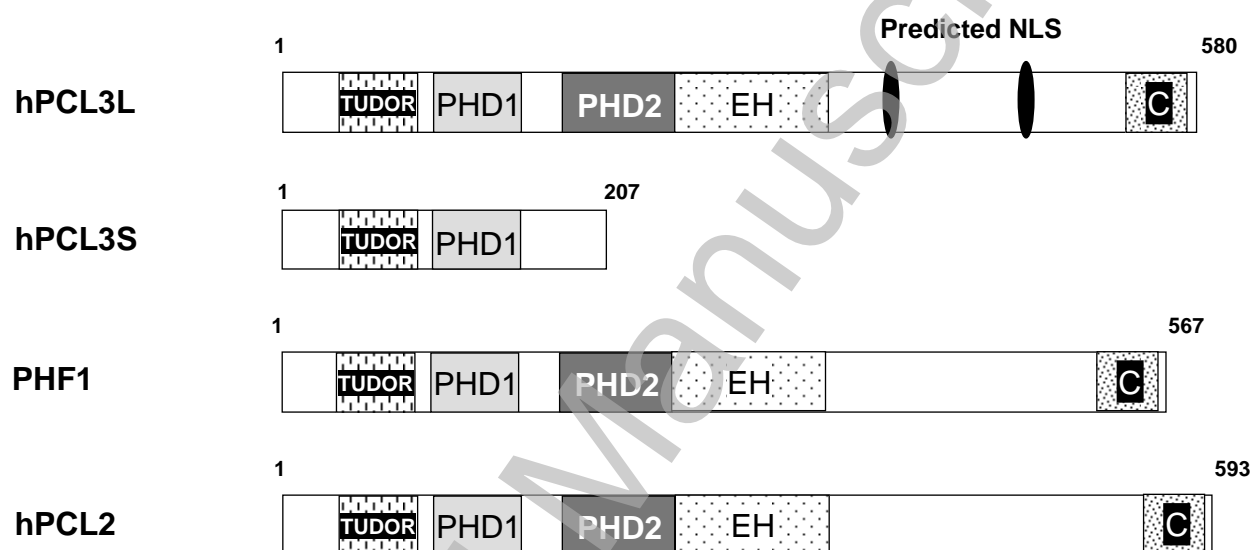 Predicted NLS
1 580
hPCL3L TUDOR PHD1 PHD2 EH C
1 207
hPCL3S TUDOR PHD1
1 567
PHF1 TUDOR PHD1 PHD2 EH C
1 593
hPCL2 TUDOR PHD1 PHD2 EH C
Manusc